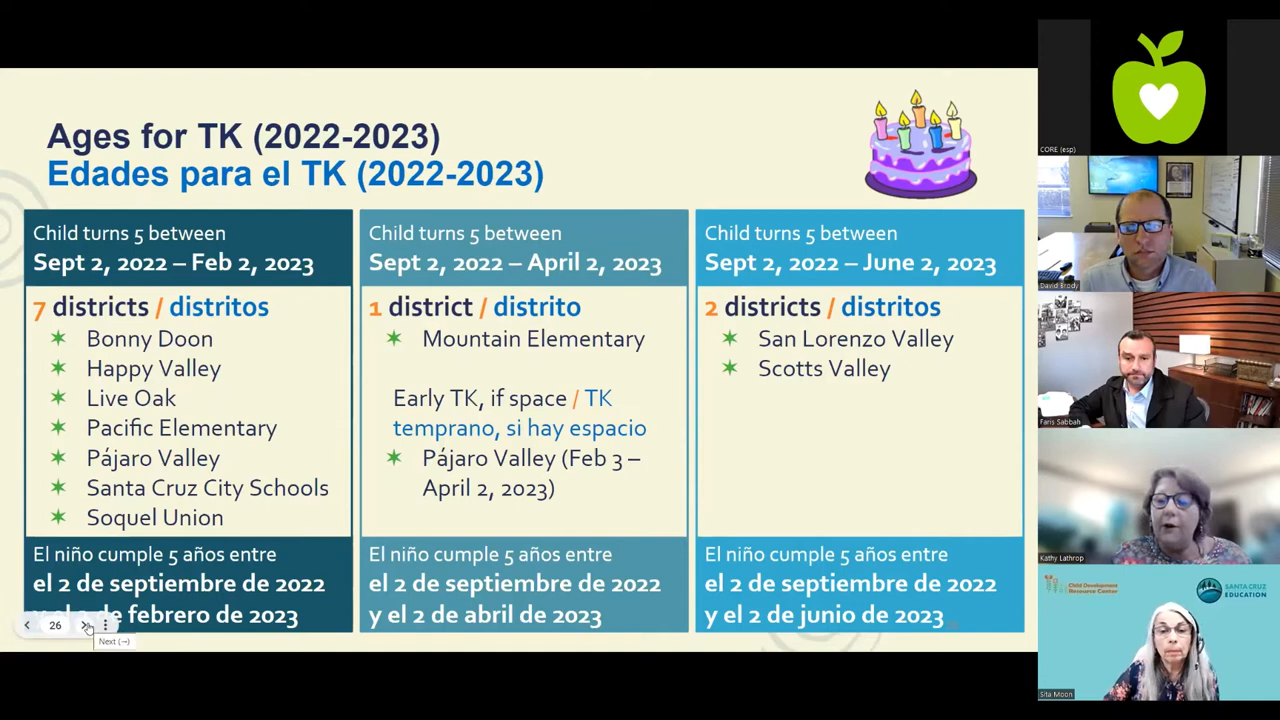 Ages for TK (2022-2023)
Edades para el TK (2022-2023)
Child turns 5 between
Sept 2, 2022 – Feb 2, 2023
7 districts / distritos
Bonny Doon
Happy Valley
Live Oak
Pacific Elementary
Pájaro Valley
Santa Cruz City Schools
Soquel Union
El niño cumple 5 años entre
el 2 de septiembre de 2022
y el 2 de febrero de 2023
Child turns 5 between
Sept 2, 2022 – April 2, 2023
1 district / distrito
Mountain Elementary
Early TK, if space / TK
temprano, si hay espacio
Pájaro Valley (Feb 3 –
April 2, 2023)
El niño cumple 5 años entre
el 2 de septiembre de 2022
y el 2 de abril de 2023
Child turns 5 between
Sept 2, 2022 – June 2, 2023
2 districts / distritos
San Lorenzo Valley
Scotts Valley
El niño cumple 5 años entre
el 2 de septiembre de 2022
y el 2 de junio de 2023
26
Next (→)
CORE (esp)
David Brody
Faris Sabbah
Kathy Lathrop
Child Development
Resource Center
SANTA CRUZ
EDUCATION
Sita Moon